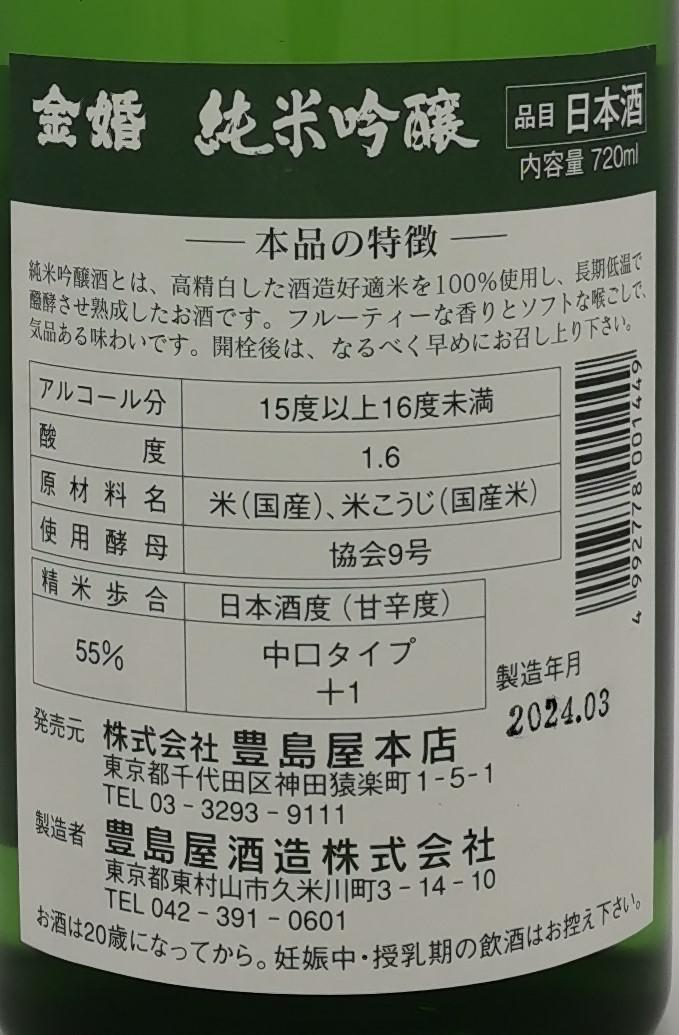 金婚 純米吟醸 品目 日本酒
内容量 720ml
本品の特徴
純米吟醸酒とは、高精白した酒造好適米を100%使用し、長期低温で
醗酵させ熟成したお酒です。フルーティーな香りとソフトな喉ごしで、
気品ある味わいです。開栓後は、なるべく早めにお召し上り下さい。
アルコール分 15度以上16度未満
酸度 1.6
原材料名 米(国産)、米こうじ(国産米)
使用酵母 協会9号
精米歩合 日本酒度(甘辛度)
55% 中口タイプ
+1
4 992778 001449
製造年月
2024.03
発売元 株式会社 豊島屋本店
東京都千代田区神田猿楽町1-5-1
TEL 03-3293-9111
製造者 豊島屋酒造株式会社
東京都東村山市久米川町3-14-10
TEL 042-391-0601
お酒は20歳になってから。妊娠中・授乳期の飲酒はお控え下さい。